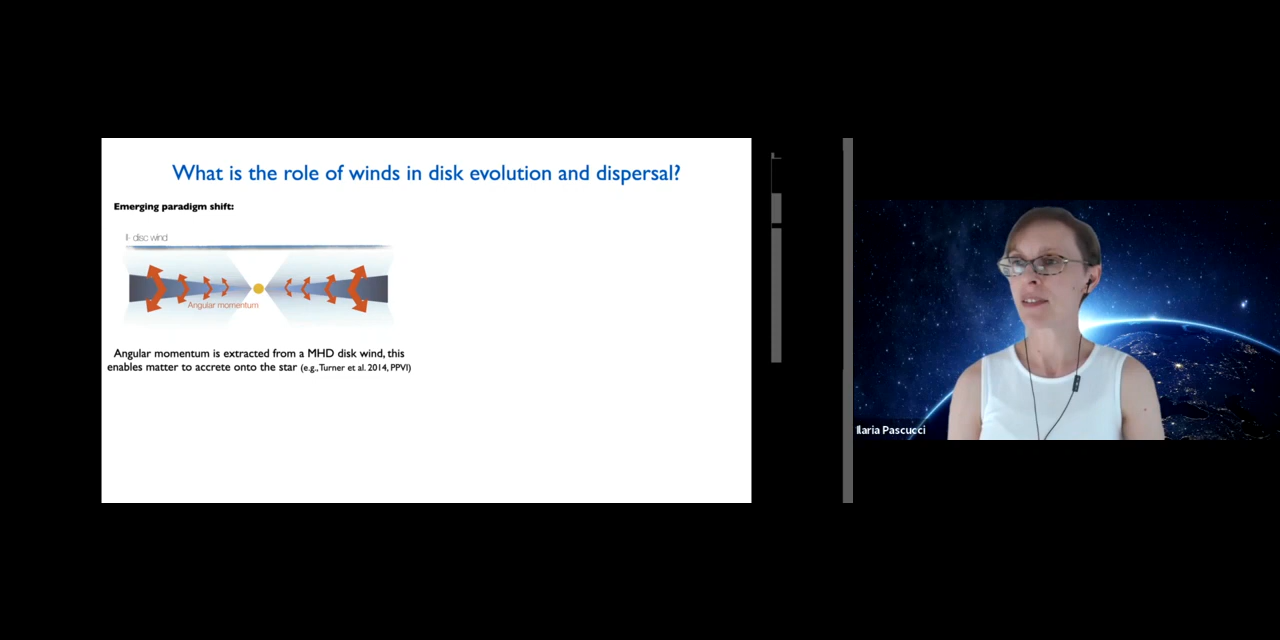 What is the role of winds in disk evolution and dispersal?
Emerging paradigm shift:
II- disc wind
Angular momentum
Angular momentum is extracted from a MHD disk wind, this
enables matter to accrete onto the star (e.g., Turner et al. 2014, PPVI)
Ilaria Pascucci